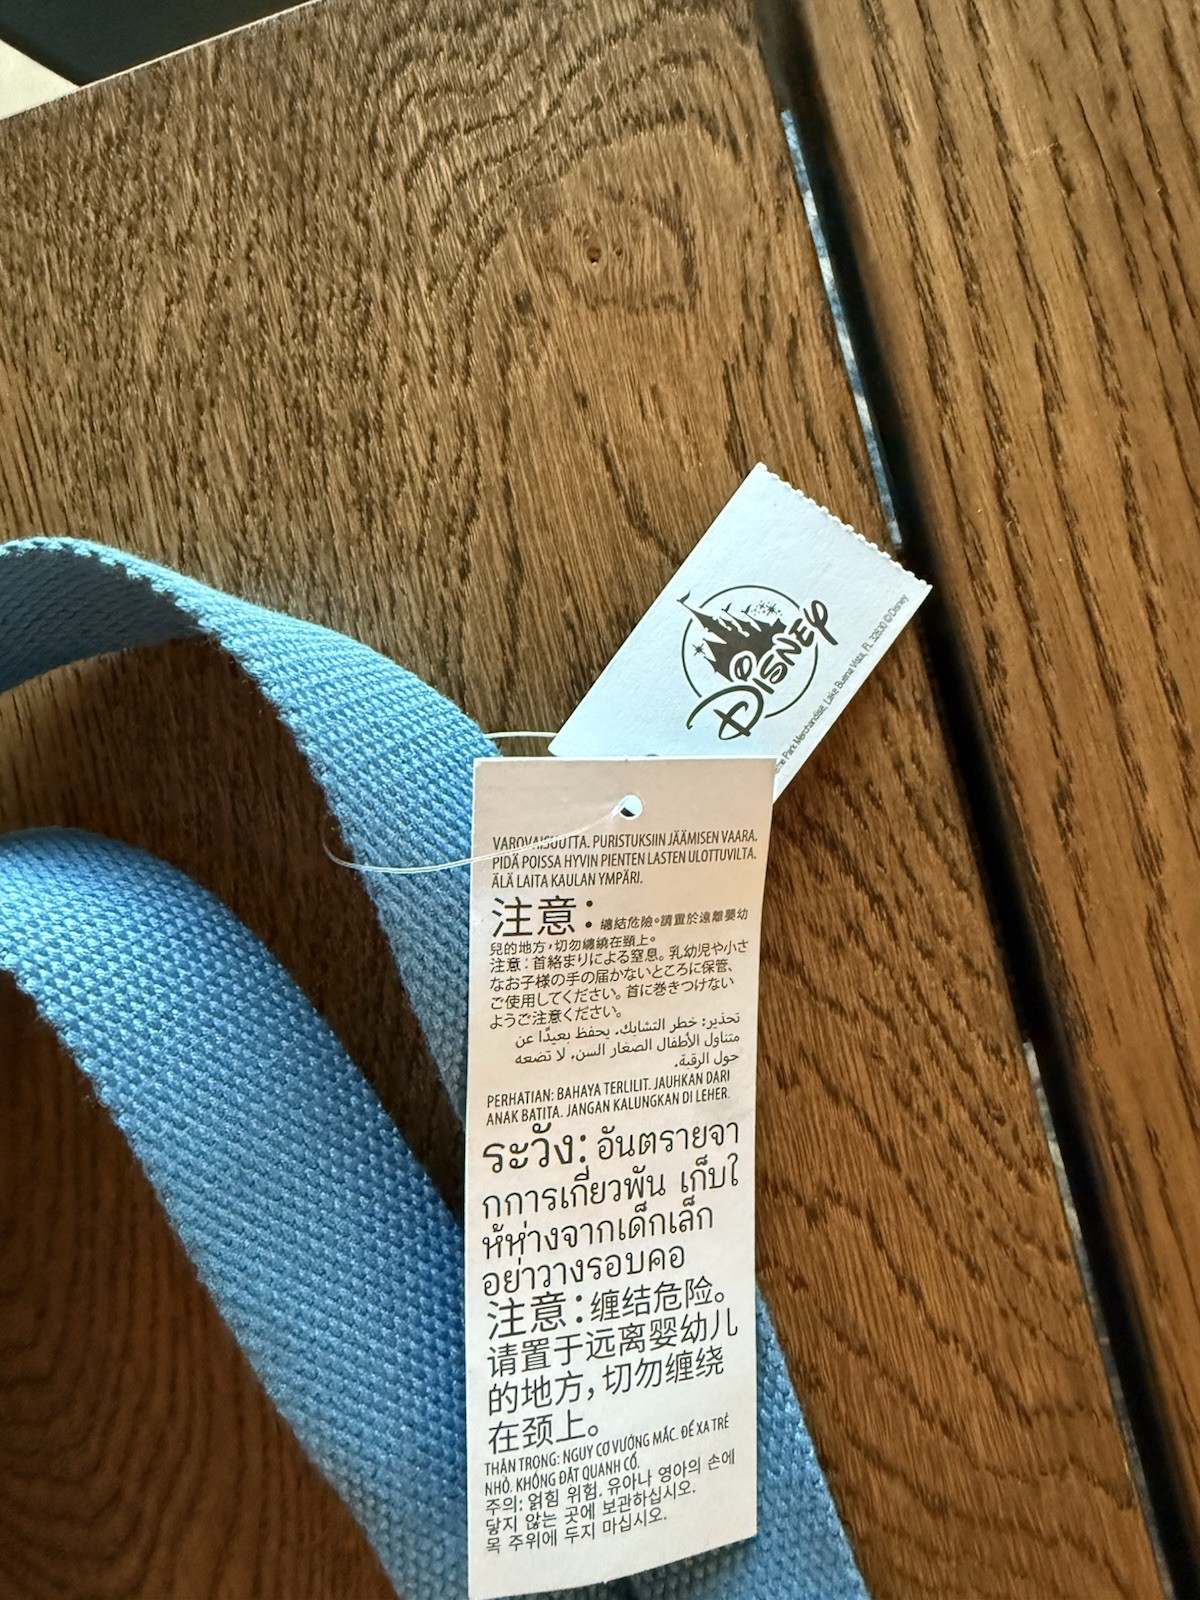 Disney
Park Merchandise, Lake Buena Vista, FL 32830 © Disney
VAROVAISUUTTA. PURISTUKSIIN JÄÄMISEN VAARA.
PIDÄ POISSA HYVIN PIENTEN LASTEN ULOTTUVILTA.
ÄLÄ LAITA KAULAN YMPÄRI.
注意：纏結危險。請置於遠離嬰幼
兒的地方，切勿纏繞在頸上。
注意：首絡まりによる窒息。乳幼児や小さ
なお子様の手の届かないところに保管、
ご使用してください。首に巻きつけない
ようご注意ください。
تحذير: خطر التشابك. يحفظ بعيدًا عن
متناول الأطفال الصغار السن. لا تضعه
حول الرقبة.
PERHATIAN: BAHAYA TERLILIT. JAUHKAN DARI
ANAK BATITA. JANGAN KALUNGKAN DI LEHER.
ระวัง: อันตรายจา
กการเกี่ยวพัน เก็บใ
ห้ห่างจากเด็กเล็ก
อย่าวางรอบคอ
注意：缠结危险。
请置于远离婴幼儿
的地方，切勿缠绕
在颈上。
THẬN TRỌNG: NGUY CƠ VƯỚNG MẮC. ĐỂ XA TRẺ
NHỎ. KHÔNG ĐẶT QUANH CỔ.
주의: 얽힘 위험. 유아나 영아의 손에
닿지 않는 곳에 보관하십시오.
목 주위에 두지 마십시오.